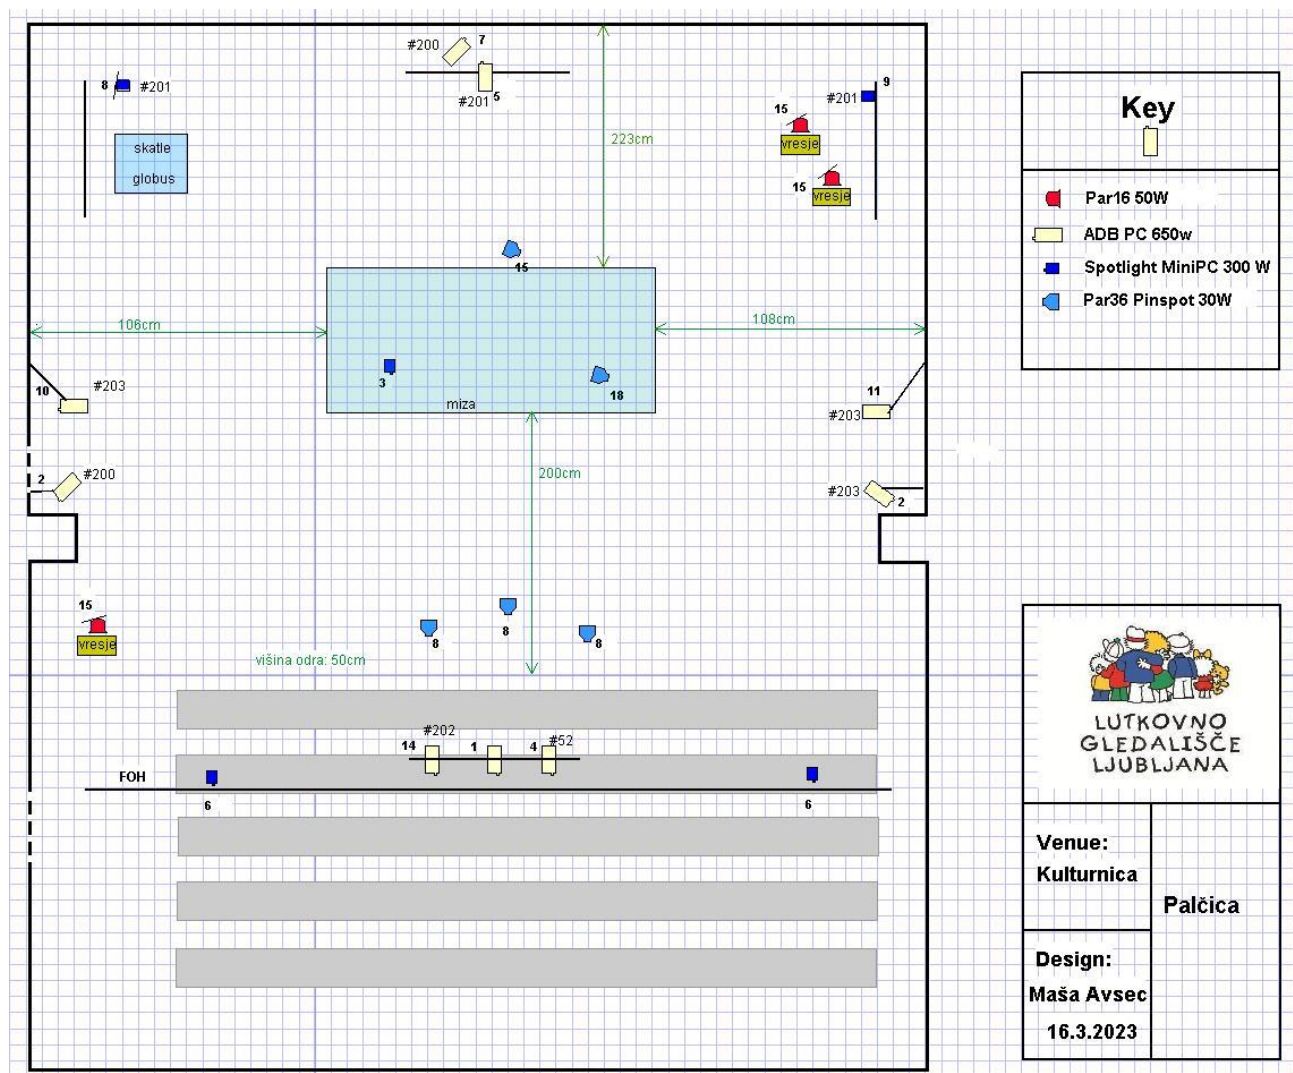 #200
7
8
#201
#201
5
9
#201
15
vresje
15
vresje
223cm
skatle
globus
15
106cm
108cm
3
18
miza
10
#203
11
#203
2
#200
#203
2
200cm
15
vresje
8
8
8
višina odra: 50cm
#202
14
1
4
#52
FOH
6
6
Key
Par16 50W
ADB PC 650w
Spotlight MiniPC 300 W
Par36 Pinspot 30W
LUTKOVNO
GLEDALIŠČE
LJUBLJANA
Venue:
Kulturnica
Palčica
Design:
Maša Avsec
16.3.2023